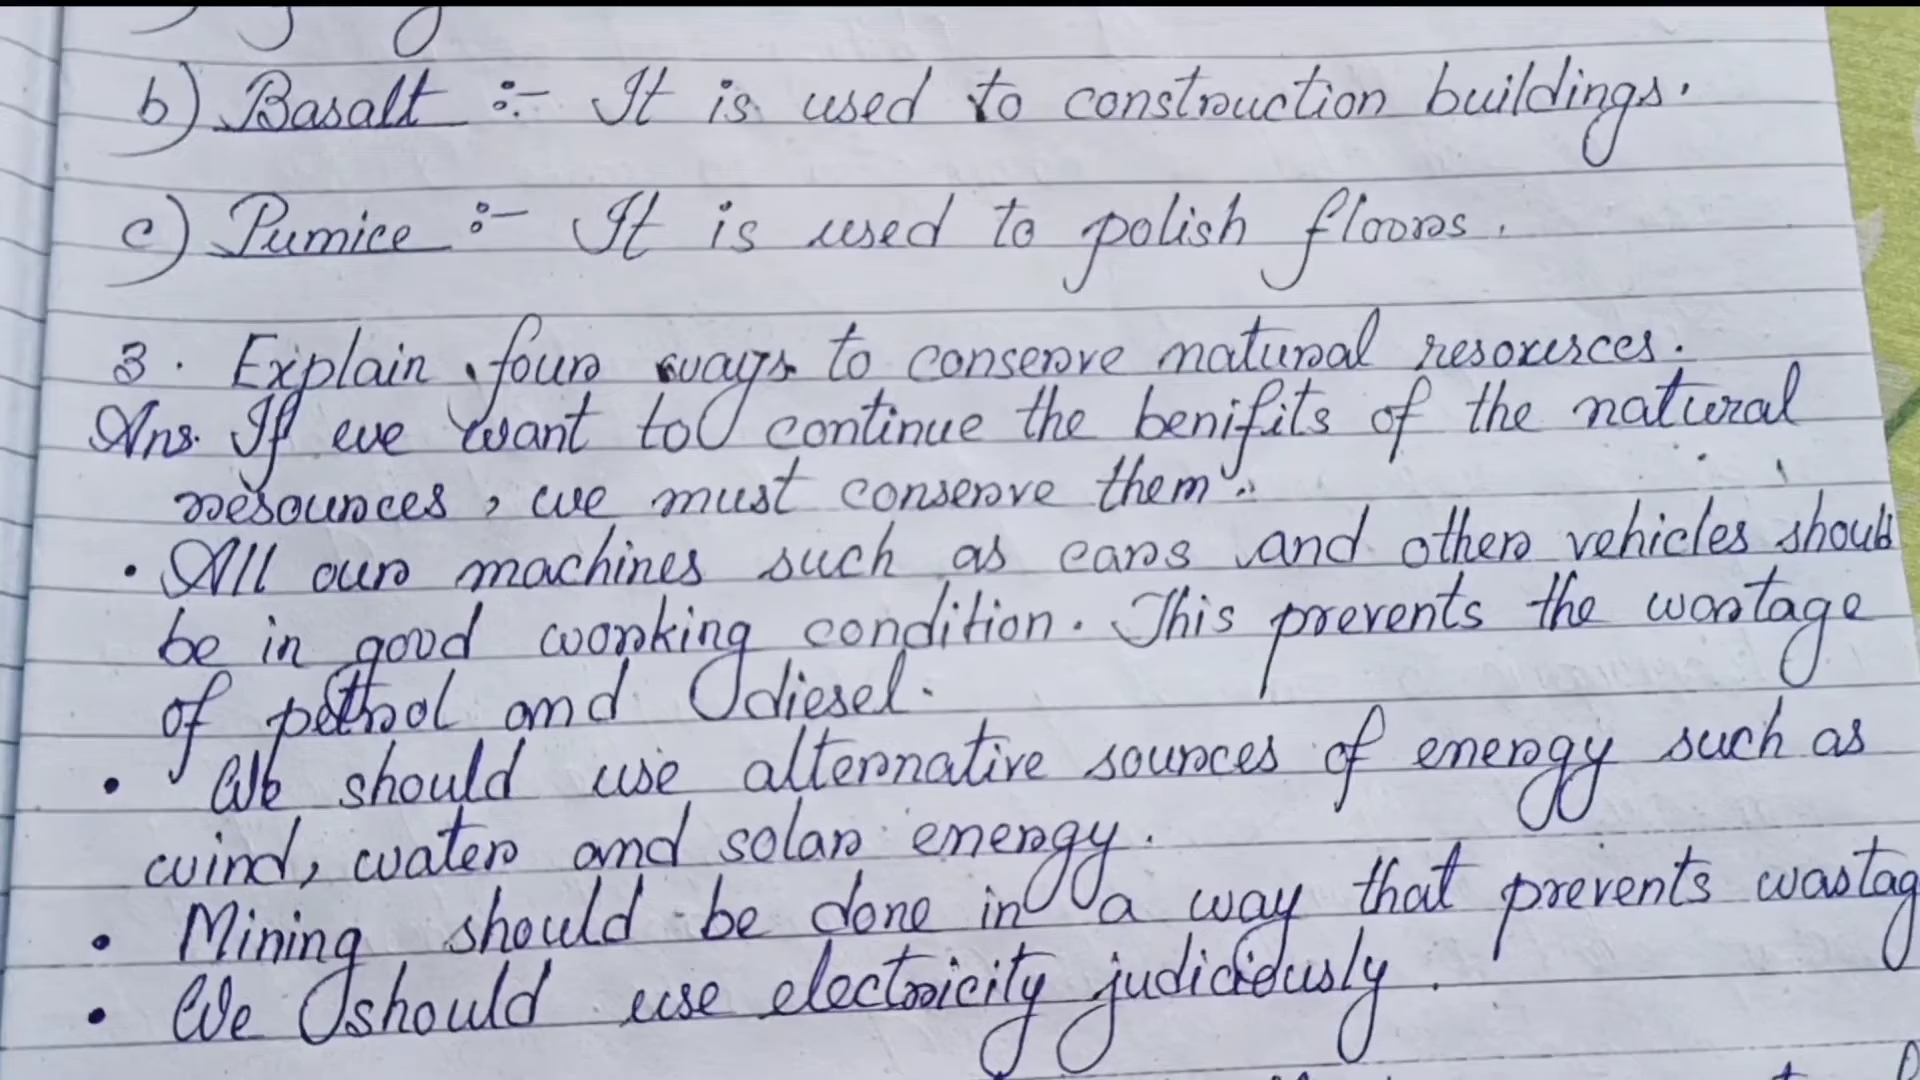 b) Basalt :- It is used to construction buildings.
c) Pumice :- It is used to polish floors.
3. Explain four ways to conserve natural resources.
Ans. If we want to continue the benifits of the natural
resources, we must conserve them.
• All our machines such as cars and other vehicles should
be in good working condition. This prevents the wastage
of pethrol and diesel.
• We should use alternative sources of energy such as
wind, water and solar energy.
• Mining should be done in a way that prevents wastag
• We should use electricity judiciously.